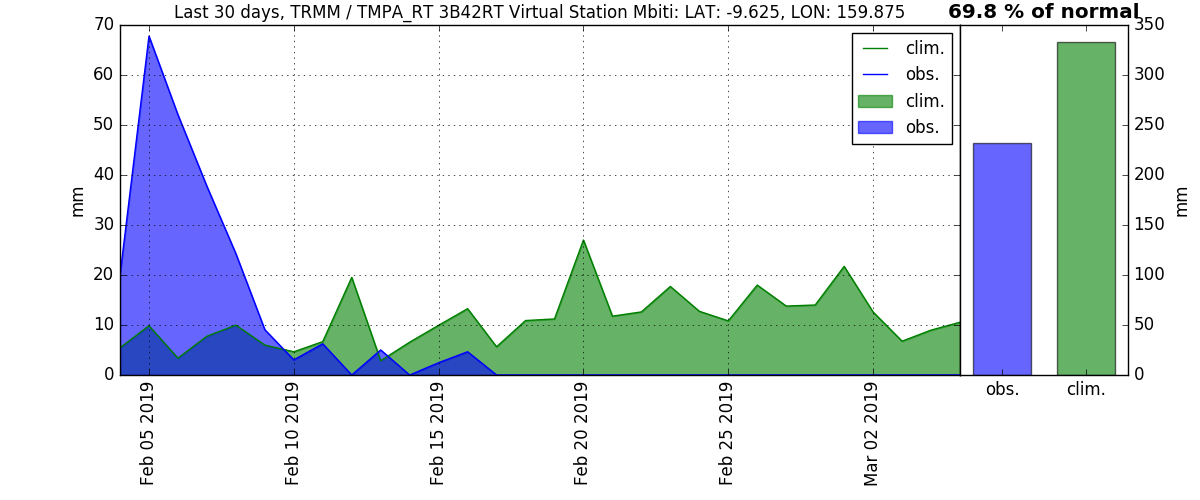 Last 30 days, TRMM / TMPA_RT 3B42RT Virtual Station Mbiti: LAT: -9.625, LON: 159.875
69.8 % of normal
clim.
obs.
clim.
obs.
70
60
50
40
30
20
10
0
mm
350
300
250
200
150
100
50
0
mm
Feb 05 2019
Feb 10 2019
Feb 15 2019
Feb 20 2019
Feb 25 2019
Mar 02 2019
obs.
clim.